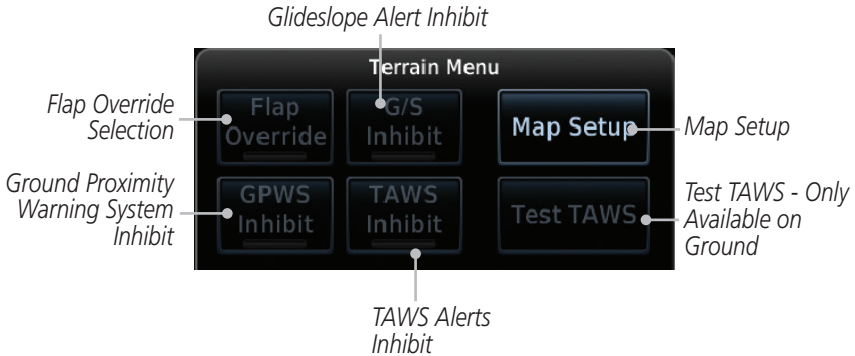 Glideslope Alert Inhibit
Terrain Menu
Flap Override
Selection
Flap
Override
G/S
Inhibit
Map Setup
Map Setup
Ground Proximity
Warning System
Inhibit
GPWS
Inhibit
TAWS
Inhibit
Test TAWS
Test TAWS - Only
Available on
Ground
TAWS Alerts
Inhibit